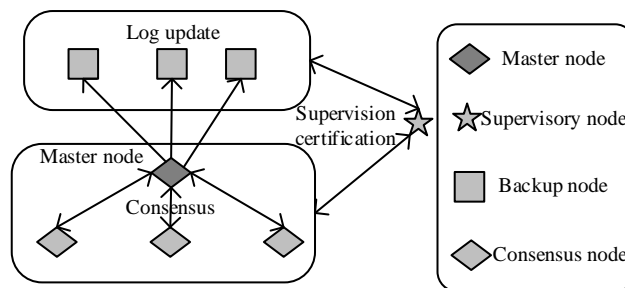 Log update
Supervision
certification
Master node
Consensus
Master node
Supervisory node
Backup node
Consensus node